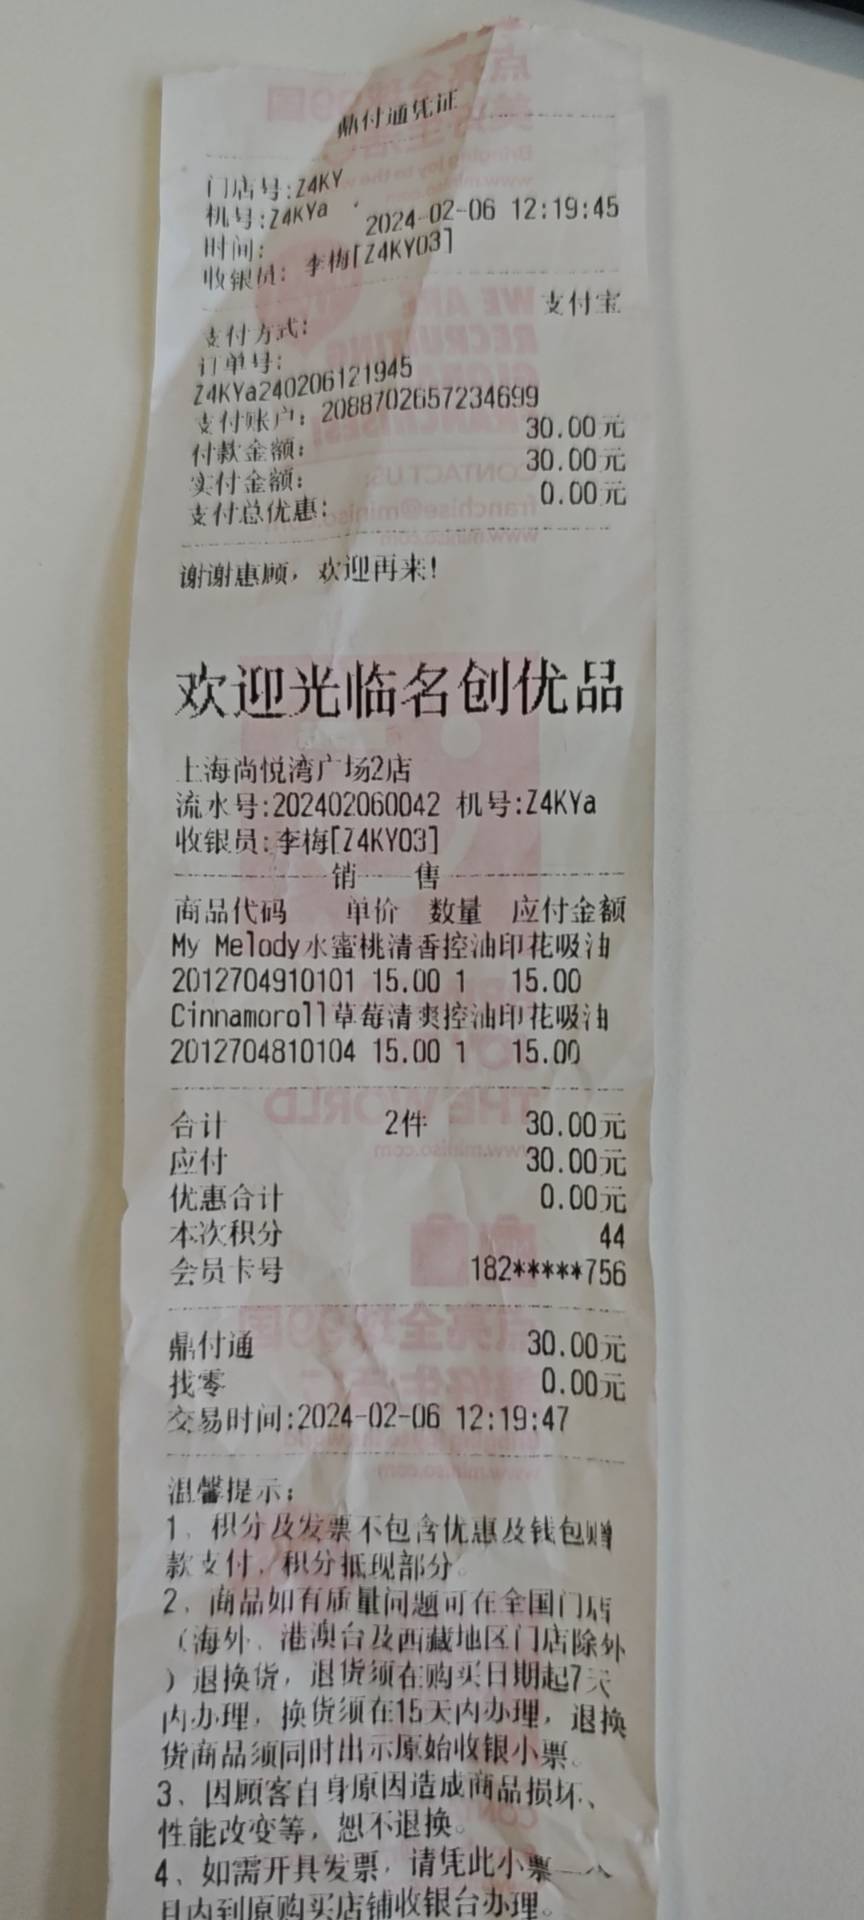 鼎付通凭证
门店号:Z4KY
机号:Z4KYa
时间: 2024-02-06 12:19:45
收银员: 李梅[Z4KY03]
支付方式: 支付宝
订单号:
Z4KYa240206121945
支付账户: 2088702657234699
付款金额: 30.00元
实付金额: 30.00元
支付总优惠: 0.00元
谢谢惠顾，欢迎再来!
欢迎光临名创优品
上海尚悦湾广场2店
流水号:202402060042 机号:Z4KYa
收银员:李梅[Z4KY03]
销 售
商品代码 单价 数量 应付金额
My Melody水蜜桃清香控油印花吸油
2012704910101 15.00 1 15.00
Cinnamoroll草莓清爽控油印花吸油
2012704810104 15.00 1 15.00
合计 2件 30.00元
应付 30.00元
优惠合计 0.00元
本次积分 44
会员卡号 182*****756
鼎付通 30.00元
找零 0.00元
交易时间:2024-02-06 12:19:47
温馨提示：
1、积分及发票不包含优惠及钱包赠
款支付、积分抵现部分。
2、商品如有质量问题可在全国门店
（海外、港澳台及西藏地区门店除外
）退换货，退货须在购买日期起7天
内办理，换货须在15天内办理，退换
货商品须同时出示原始收银小票。
3、因顾客自身原因造成商品损坏、
性能改变等，恕不退换。
4、如需开具发票，请凭此小票一个
月内到原购买店铺收银台办理。